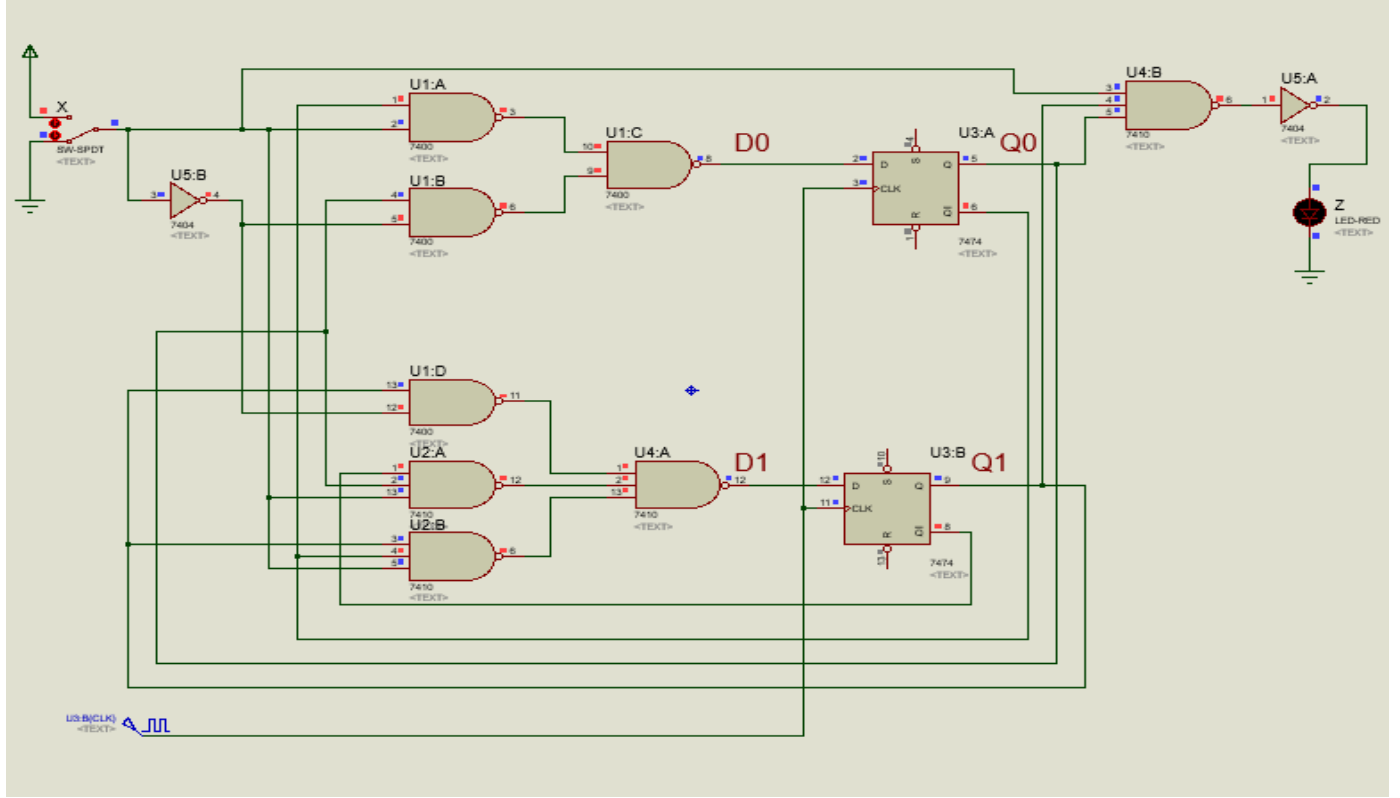 X
SW-SPDT
<TEXT>
U5:B
3
4
7404
<TEXT>
U1:A
1
2
3
7400
<TEXT>
U1:B
4
5
6
7400
<TEXT>
U1:C
10
9
8
7400
<TEXT>
D0
U3:A
Q0
2
D
S
4
Q
5
3
CLK
R
1
Q
6
7474
<TEXT>
U4:B
3
4
5
6
7410
<TEXT>
U5:A
1
2
7404
<TEXT>
Z
LED-RED
<TEXT>
U1:D
13
12
11
7400
<TEXT>
U2:A
1
2
13
12
7410
<TEXT>
U2:B
3
4
5
6
7410
<TEXT>
U4:A
1
2
13
12
7410
<TEXT>
D1
U3:B
Q1
12
D
S
10
Q
9
11
CLK
R
13
Q
8
7474
<TEXT>
U3:B(CLK)
<TEXT>